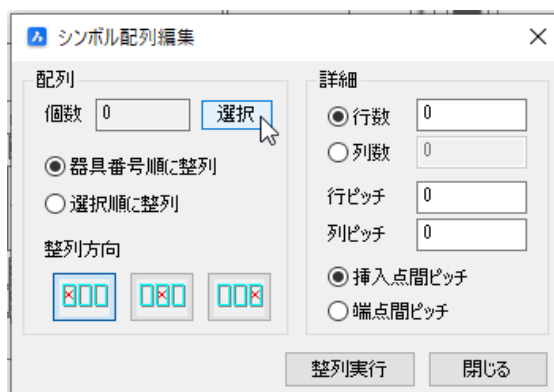 シンボル配列編集
配列
個数 0 選択
器具番号順に整列
選択順に整列
整列方向
詳細
行数 0
列数 0
行ピッチ 0
列ピッチ 0
挿入点間ピッチ
端点間ピッチ
整列実行 閉じる